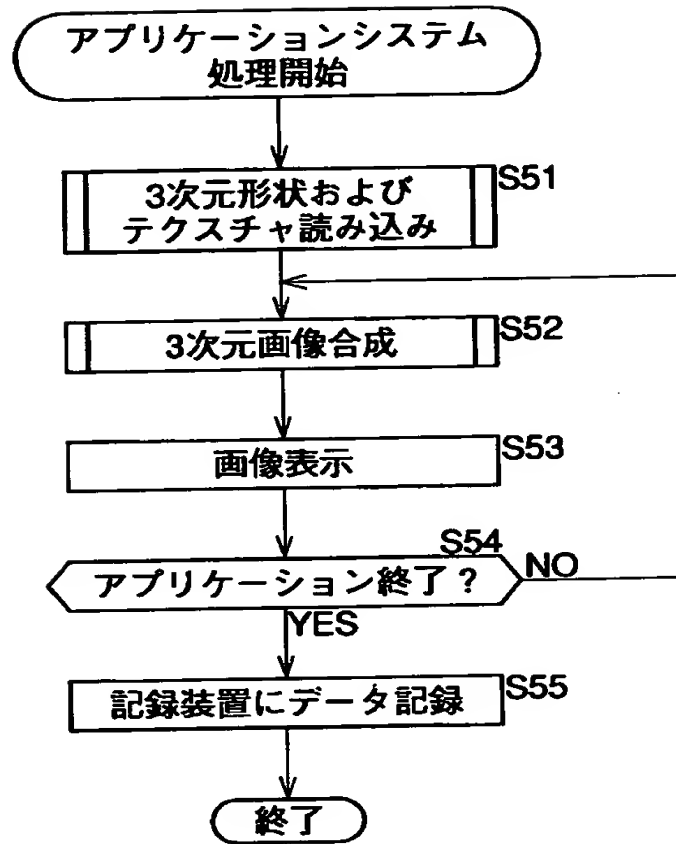 アプリケーションシステム
処理開始
S51
3次元形状および
テクスチャ読み込み
S52
3次元画像合成
S53
画像表示
S54
アプリケーション終了？
NO
YES
S55
記録装置にデータ記録
終了